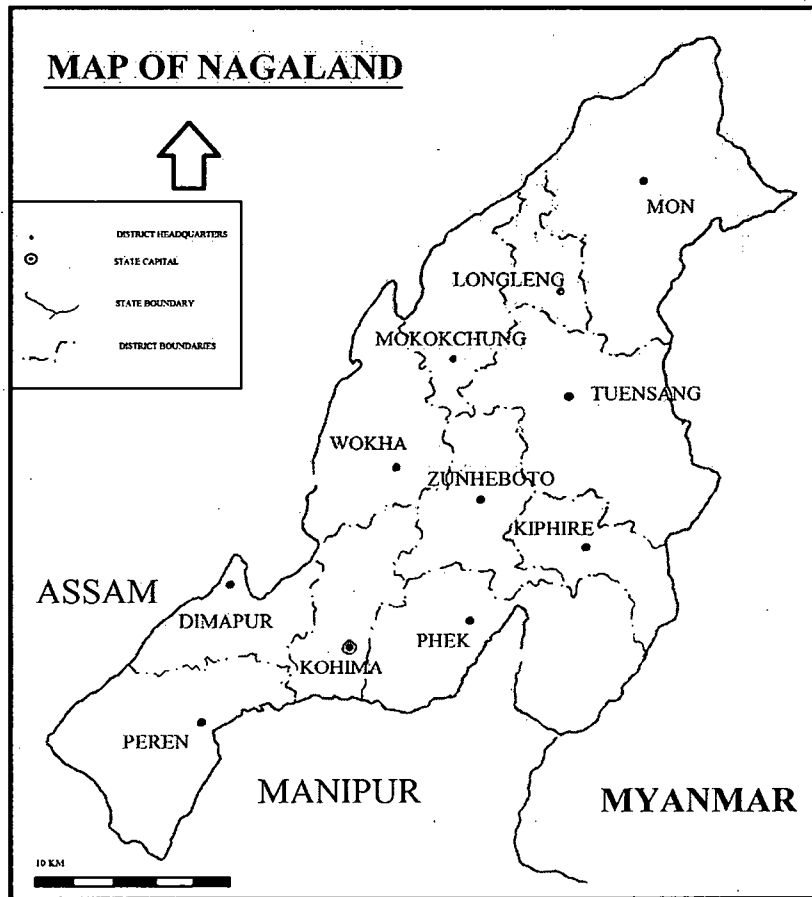 MAP OF NAGALAND
DISTRICT HEADQUARTERS
STATE CAPITAL
STATE BOUNDARY
DISTRICT BOUNDARIES
MON
LONGLENG
MOKOKCHUNG
TUENSANG
WOKHA
ZUNHEBOTO
KIPHIRE
ASSAM
DIMAPUR
PHEK
KOHIMA
PEREN
MANIPUR
MYANMAR
10 KM